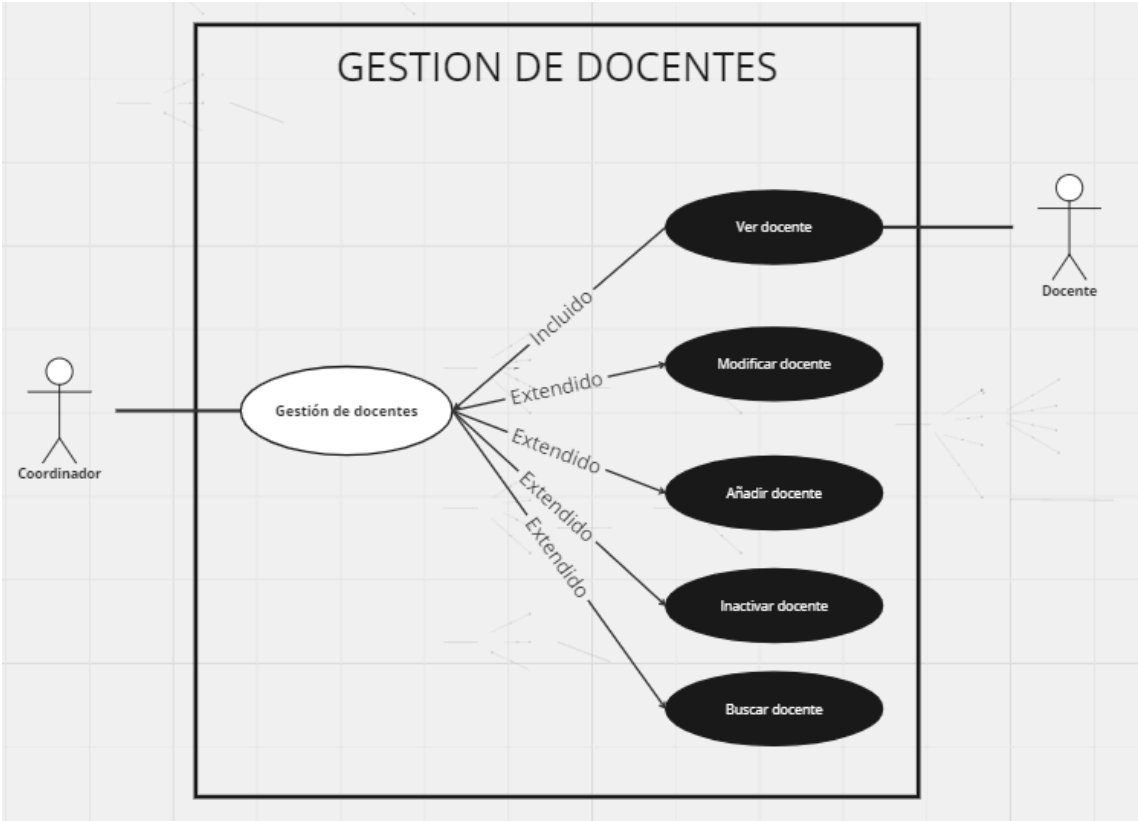 GESTION DE DOCENTES
Ver docente
Docente
Incluido
Modificar docente
Extendido
Gestión de docentes
Coordinador
Extendido
Añadir docente
Extendido
Inactivar docente
Extendido
Buscar docente